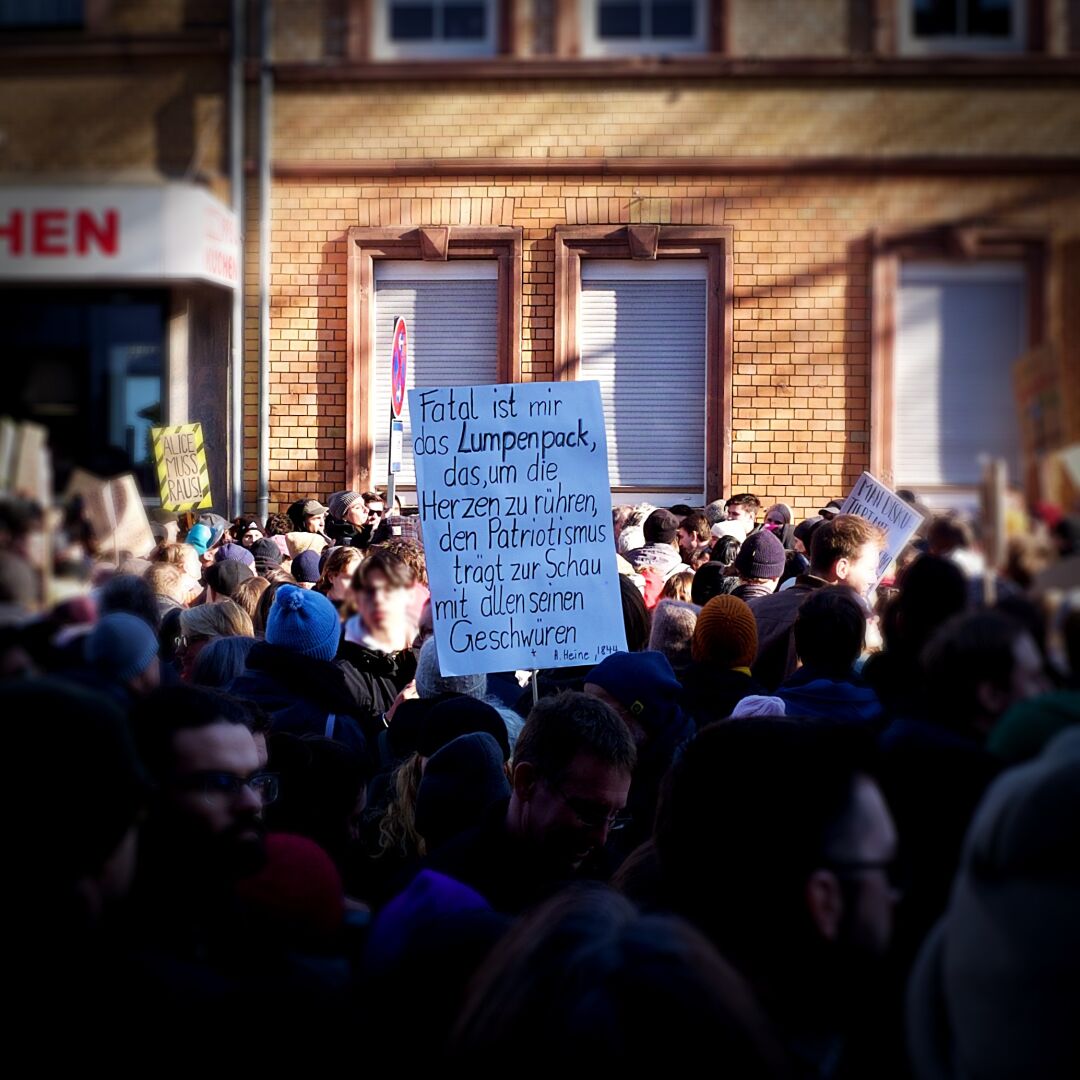 HEN
ALICE
MUSS
RAUS!
Fatal ist mir
das Lumpenpack,
das, um die
Herzen zu rühren,
den Patriotismus
trägt zur Schau
mit allen seinen
Geschwüren
A. Heine, 1844